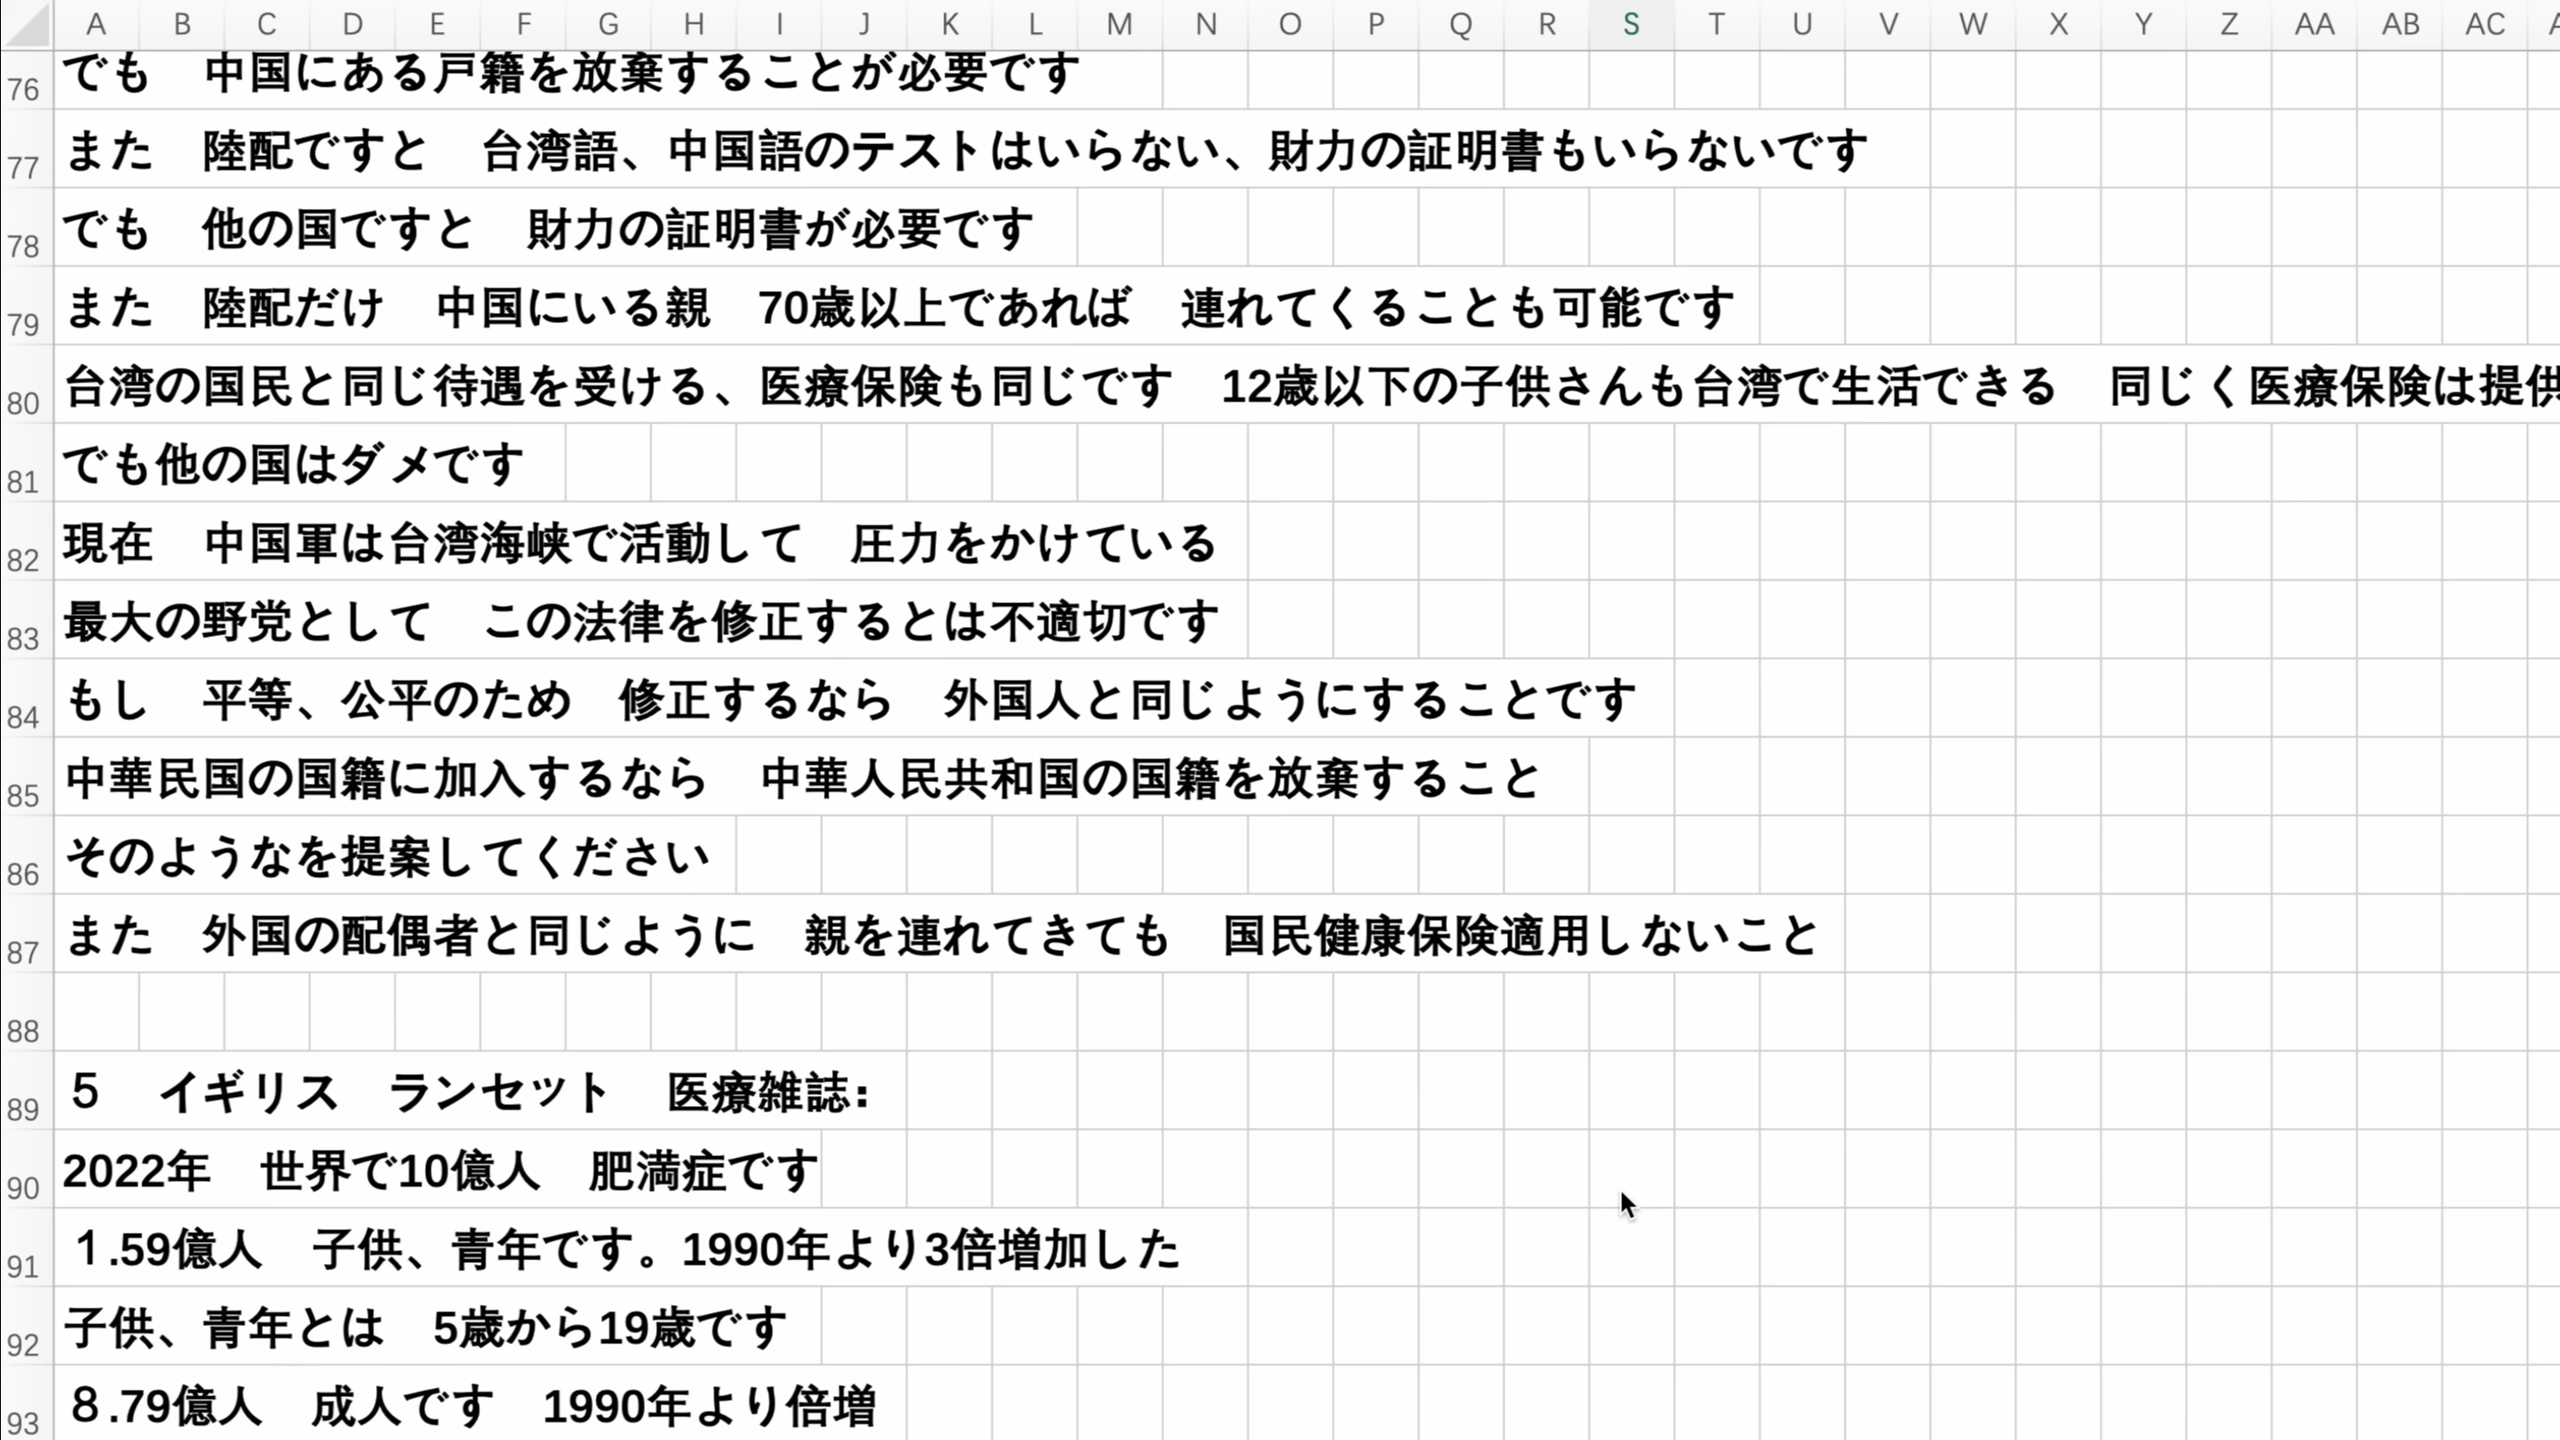 A B C D E F G H I J K L M N O P Q R S T U V W X Y Z AA AB AC
76 でも　中国にある戸籍を放棄することが必要です
77 また　陸配ですと　台湾語、中国語のテストはいらない、財力の証明書もいらないです
78 でも　他の国ですと　財力の証明書が必要です
79 また　陸配だけ　中国にいる親　70歳以上であれば　連れてくることも可能です
80 台湾の国民と同じ待遇を受ける、医療保険も同じです　12歳以下の子供さんも台湾で生活できる　同じく医療保険は提供
81 でも他の国はダメです
82 現在　中国軍は台湾海峡で活動して　圧力をかけている
83 最大の野党として　この法律を修正するとは不適切です
84 もし　平等、公平のため　修正するなら　外国人と同じようにすることです
85 中華民国の国籍に加入するなら　中華人民共和国の国籍を放棄すること
86 そのようなを提案してください
87 また　外国の配偶者と同じように　親を連れてきても　国民健康保険適用しないこと
88
89 ５　イギリス　ランセット　医療雑誌：
90 2022年　世界で10億人　肥満症です
91 １.59億人　子供、青年です。1990年より3倍増加した
92 子供、青年とは　5歳から19歳です
93 ８.79億人　成人です　1990年より倍増